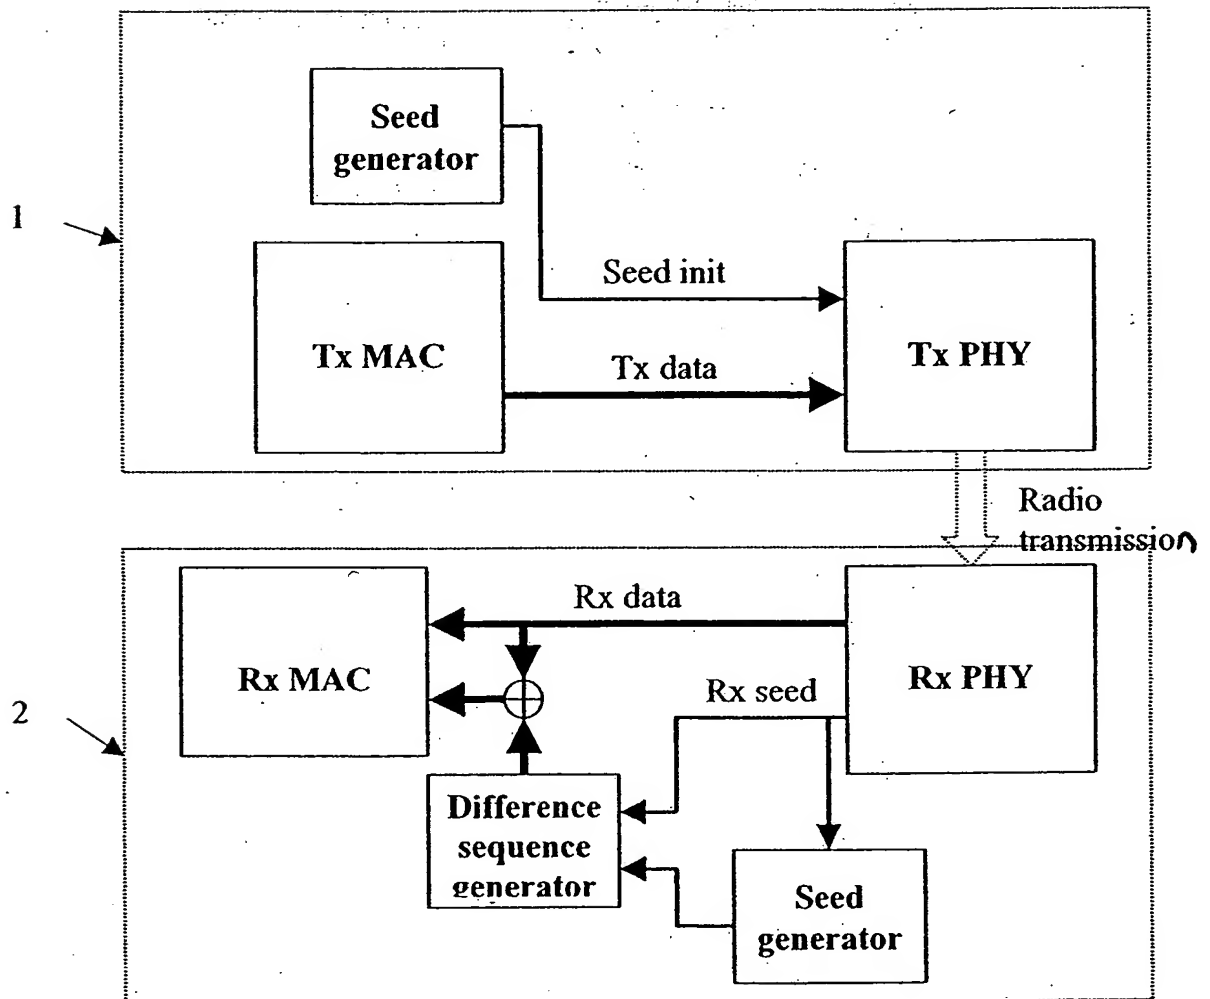 Seed
generator
1
Seed init
Tx MAC
Tx PHY
Tx data
Radio
transmission
Rx data
Rx MAC
Rx PHY
Rx seed
2
Difference
sequence
generator
Seed
generator